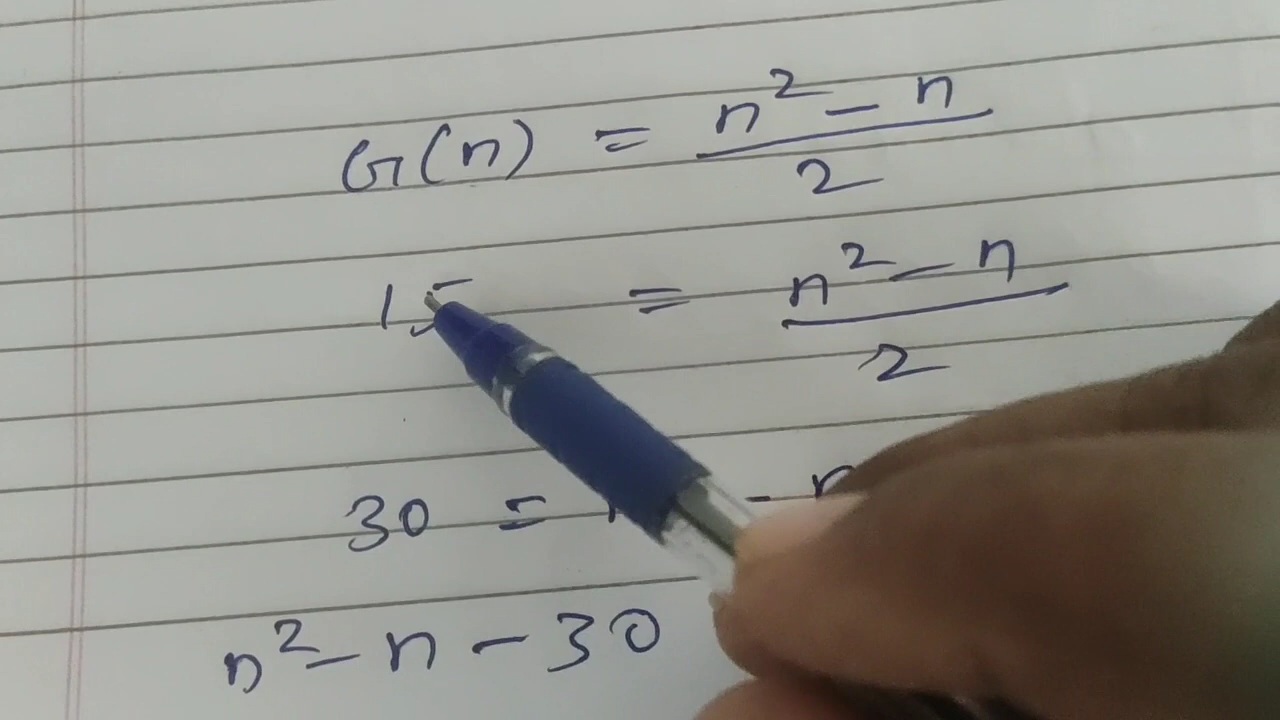 G(n) = n² - n / 2
15 = n² - n / 2
30 = - n
n² - n - 30